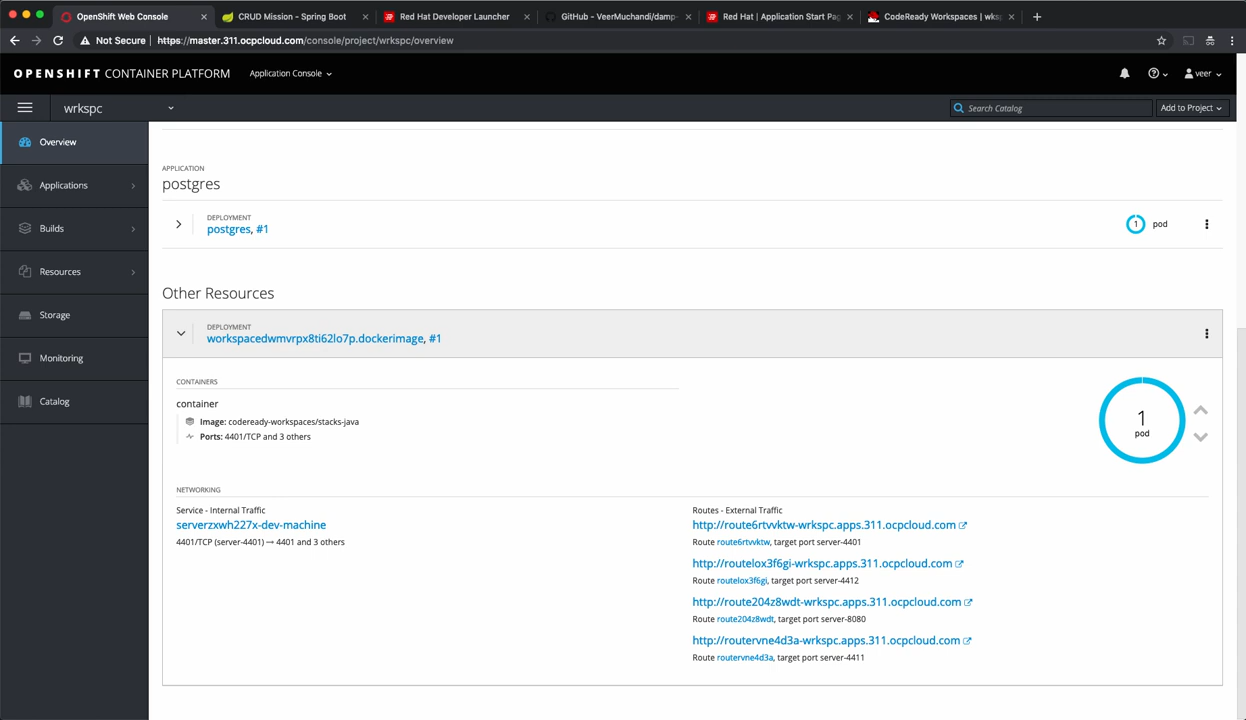 OpenShift Web Console
CRUD Mission - Spring Boot
Red Hat Developer Launcher
GitHub - VeerMuchandi/damp-
Red Hat | Application Start Pag
CodeReady Workspaces | wks
Not Secure | https://master.311.ocpcloud.com/console/project/wrkspc/overview
OPENSHIFT CONTAINER PLATFORM
Application Console
veer
wrkspc
Search Catalog
Add to Project
Overview
Applications
Builds
Resources
Storage
Monitoring
Catalog
APPLICATION
postgres
DEPLOYMENT
postgres, #1
1 pod
Other Resources
DEPLOYMENT
workspacedwmvrpx8ti62lo7p.dockerimage, #1
CONTAINERS
container
Image: codeready-workspaces/stacks-java
Ports: 4401/TCP and 3 others
1
pod
NETWORKING
Service - Internal Traffic
serverzxwh227x-dev-machine
4401/TCP (server-4401) → 4401 and 3 others
Routes - External Traffic
http://route6rtvvktw-wrkspc.apps.311.ocpcloud.com
Route route6rtvvktw, target port server-4401
http://routelox3f6gi-wrkspc.apps.311.ocpcloud.com
Route routelox3f6gi, target port server-4412
http://route204z8wdt-wrkspc.apps.311.ocpcloud.com
Route route204z8wdt, target port server-8080
http://routervne4d3a-wrkspc.apps.311.ocpcloud.com
Route routervne4d3a, target port server-4411